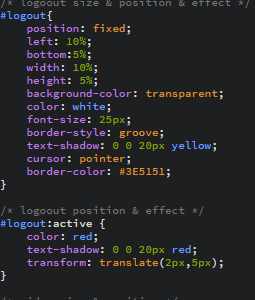 /* logoout size & position & effect */
#logout{
position: fixed;
left: 10%;
bottom:5%;
width: 10%;
height: 5%;
background-color: transparent;
color: white;
font-size: 25px;
border-style: groove;
text-shadow: 0 0 20px yellow;
cursor: pointer;
border-color: #3E5151;
}
/* logoout position & effect */
#logout:active {
color: red;
text-shadow: 0 0 20px red;
transform: translate(2px,5px);
}